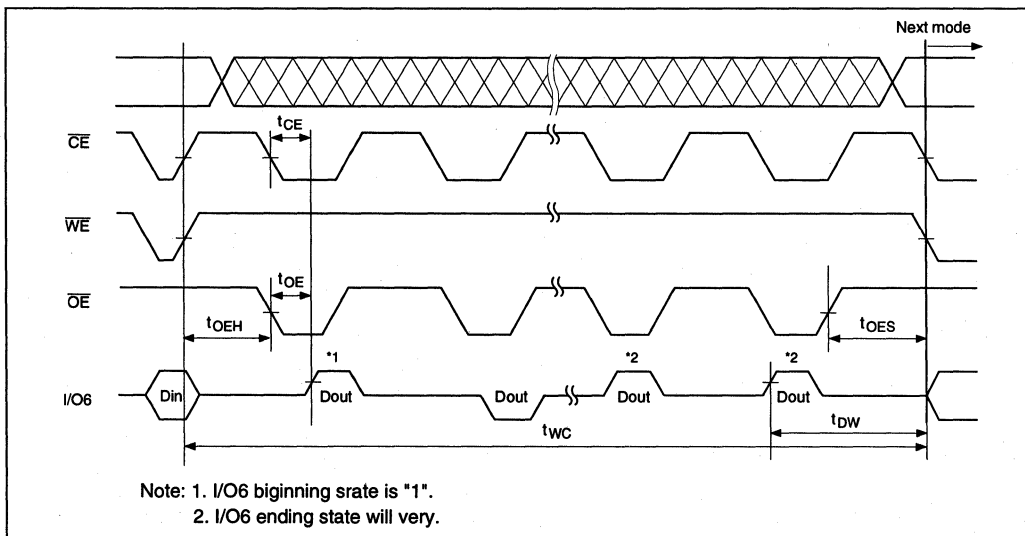 Next mode
CE
tCE
WE
OE
tOE
tOEH
tOES
*1
*2
*2
I/O6
Din
Dout
Dout
Dout
Dout
tWC
tDW
Note: 1. I/O6 biginning srate is "1".
2. I/O6 ending state will very.